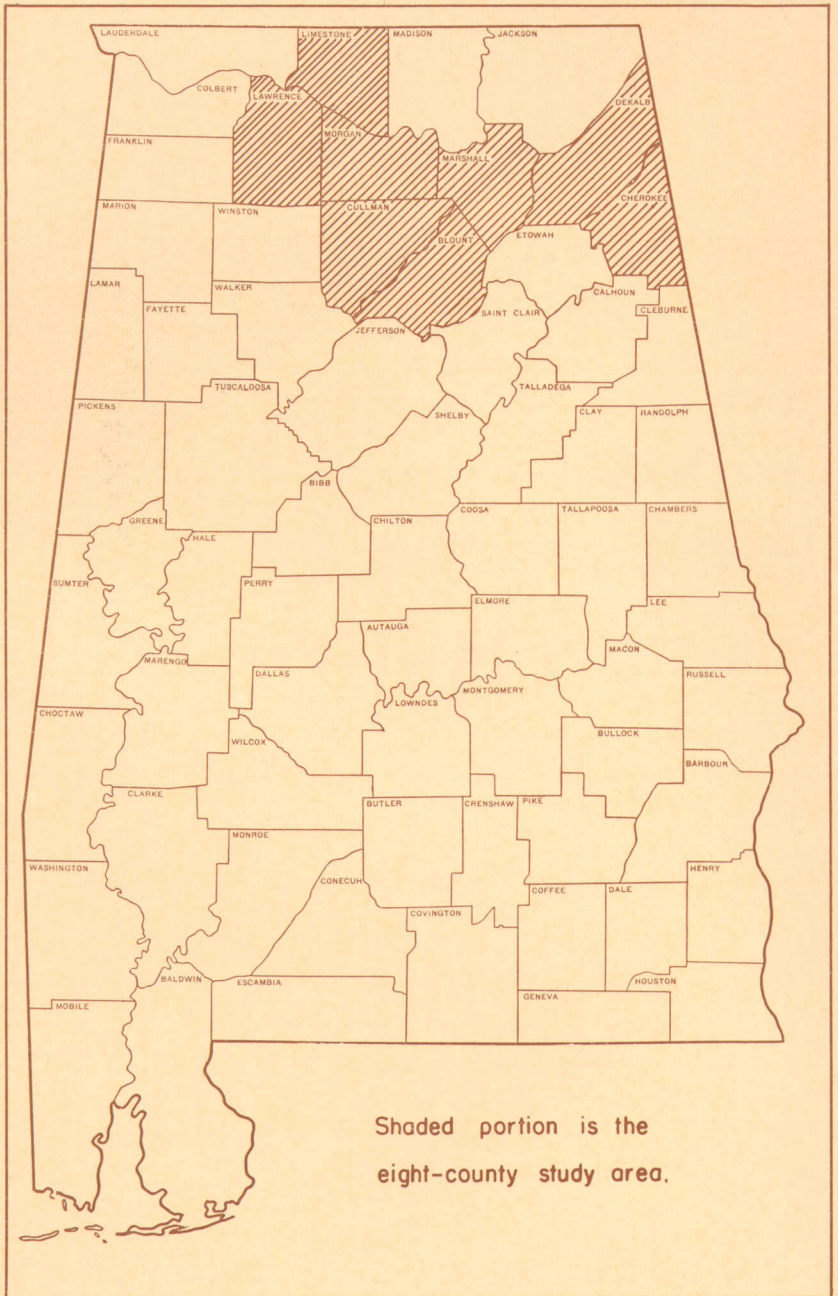 LAUDERDALE
LIMESTONE
MADISON
JACKSON
COLBERT
LAWRENCE
DEKALB
FRANKLIN
MORGAN
MARSHALL
CHEROKEE
MARION
WINSTON
CULLMAN
BLOUNT
ETOWAH
LAMAR
WALKER
CALHOUN
FAYETTE
JEFFERSON
SAINT CLAIR
CLEBURNE
TUSCALOOSA
TALLADEGA
PICKENS
SHELBY
CLAY
RANDOLPH
BIBB
GREENE
HALE
CHILTON
COOSA
TALLAPOOSA
CHAMBERS
SUMTER
PERRY
ELMORE
LEE
AUTAUGA
MARENGO
DALLAS
MACON
RUSSELL
CHOCTAW
LOWNDES
MONTGOMERY
WILCOX
BULLOCK
BARBOUR
CLARKE
BUTLER
CRENSHAW
PIKE
MONROE
WASHINGTON
CONECUH
HENRY
COFFEE
DALE
COVINGTON
BALDWIN
ESCAMBIA
HOUSTON
GENEVA
MOBILE
Shaded portion is the
eight-county study area.